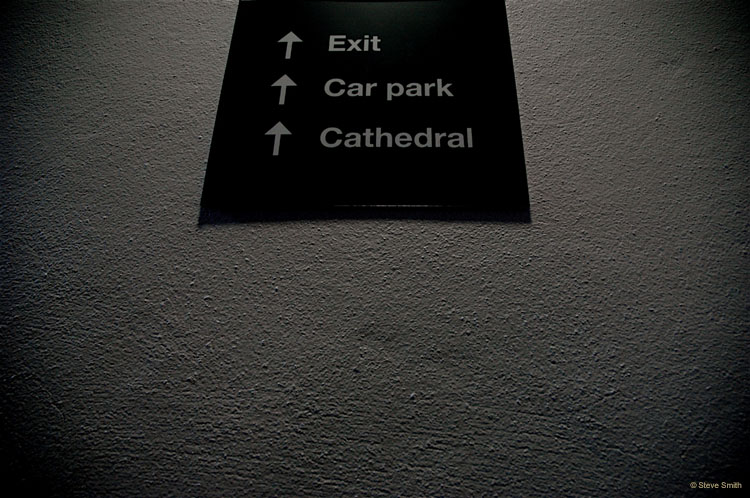 ↑ Exit
↑ Car park
↑ Cathedral
© Steve Smith